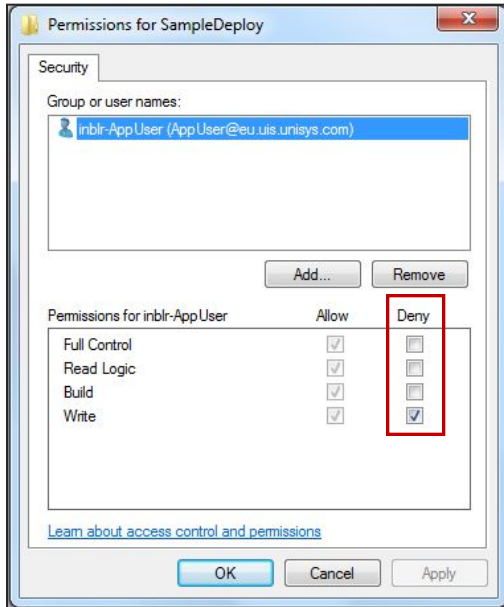 Permissions for SampleDeploy
Security
Group or user names:
inblr-AppUser (AppUser@eu.uis.unisys.com)
Add... Remove
Permissions for inblr-AppUser Allow Deny
Full Control
Read Logic
Build
Write
Learn about access control and permissions
OK Cancel Apply